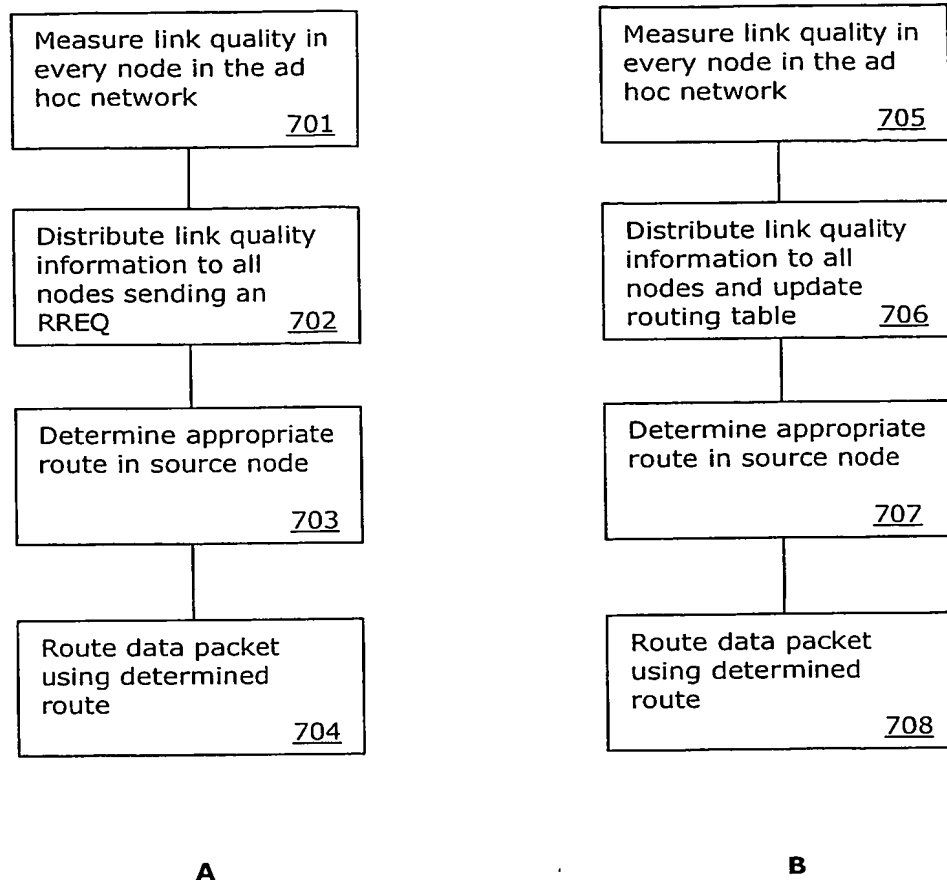 Measure link quality in
every node in the ad
hoc network
701
Distribute link quality
information to all
nodes sending an
RREQ 702
Determine appropriate
route in source node
703
Route data packet
using determined
route
704
A
Measure link quality in
every node in the ad
hoc network
705
Distribute link quality
information to all
nodes and update
routing table 706
Determine appropriate
route in source node
707
Route data packet
using determined
route
708
B